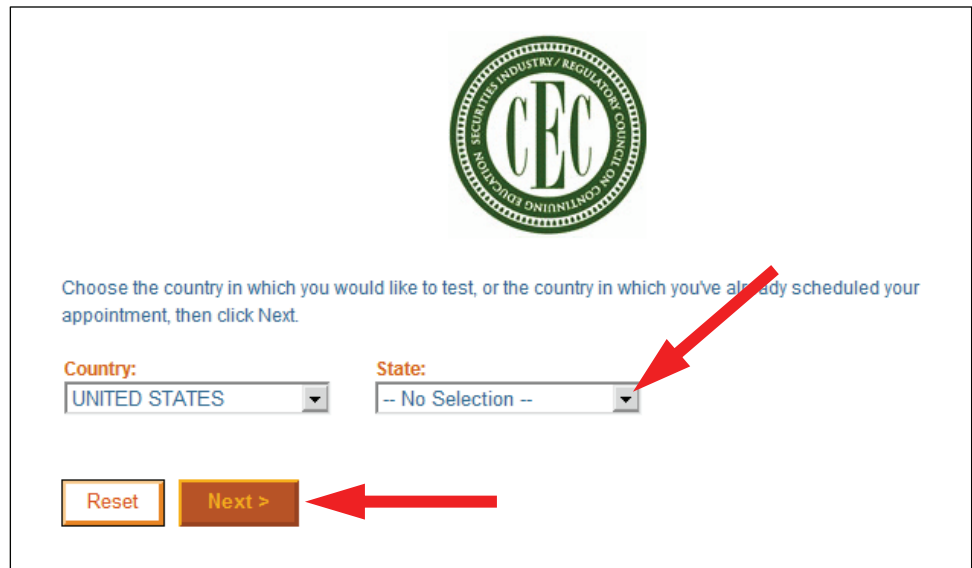 SECURITIES INDUSTRY/REGULATORY COUNCIL ON CONTINUING EDUCATION
CEC
Choose the country in which you would like to test, or the country in which you've already scheduled your
appointment, then click Next.
Country: State:
UNITED STATES -- No Selection --
Reset Next >